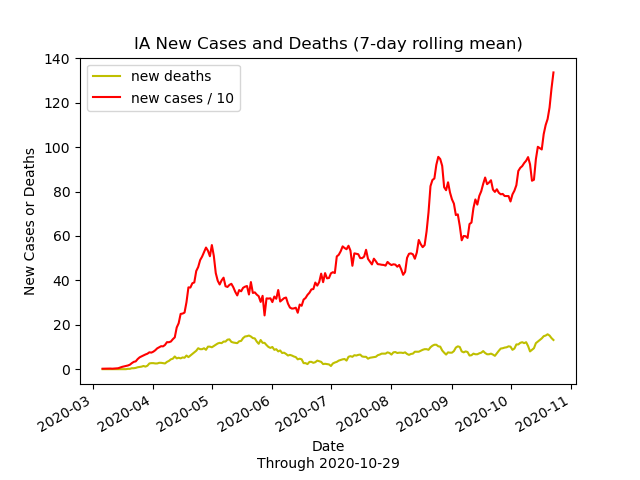 IA New Cases and Deaths (7-day rolling mean)
new deaths
new cases / 10
New Cases or Deaths
140
120
100
80
60
40
20
0
2020-03
2020-04
2020-05
2020-06
2020-07
2020-08
2020-09
2020-10
2020-11
Date
Through 2020-10-29